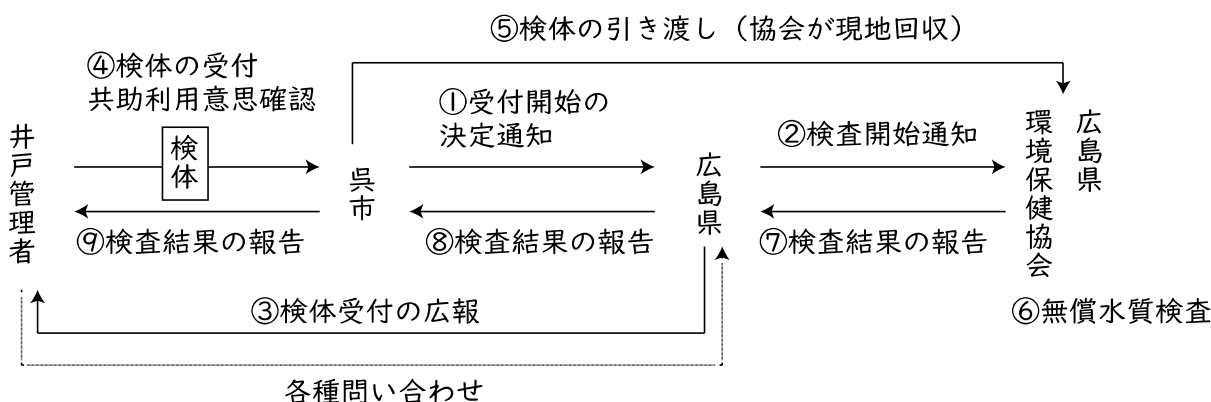 ⑤検体の引き渡し（協会が現地回収）
④検体の受付
共助利用意思確認
①受付開始の
決定通知
②検査開始通知
井戸管理者
検体
呉市
広島県
広島県
環境保健協会
⑨検査結果の報告
⑧検査結果の報告
⑦検査結果の報告
③検体受付の広報
⑥無償水質検査
各種問い合わせ